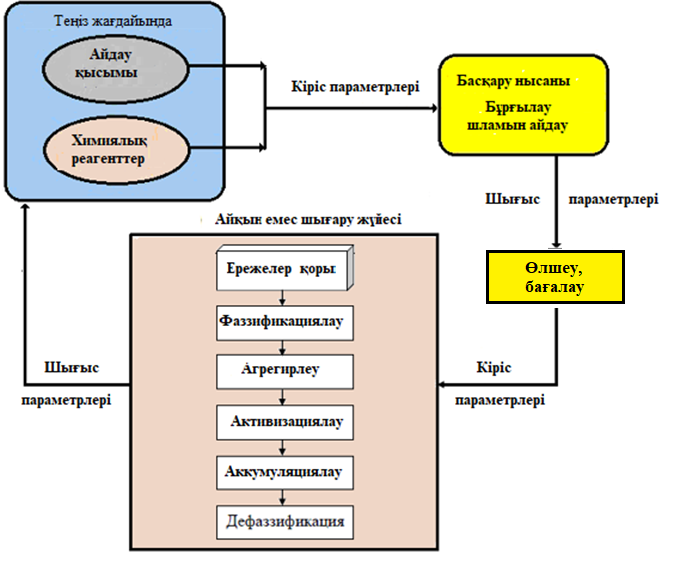 Теңіз жағдайында
Айдау
қысымы
Химиялық
реагенттер
Кіріс параметрлері
Басқару нысаны
Бұрғылау
шламын айдау
Шығыс параметрлері
Өлшеу,
бағалау
Кіріс
параметрлері
Айқын емес шығару жүйесі
Ережелер қоры
Фаззификациялау
Агрегирлеу
Активизациялау
Аккумуляциялау
Дефаззификация
Шығыс
параметрлері